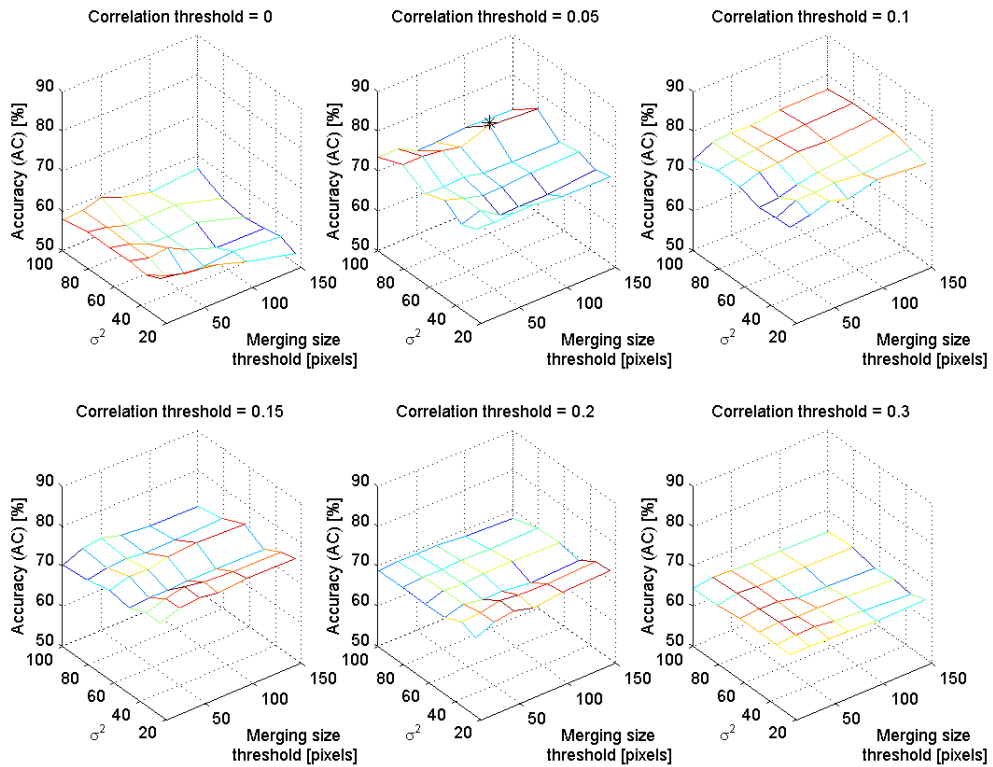 Correlation threshold = 0
Correlation threshold = 0.05
Correlation threshold = 0.1
Accuracy (AC) [%]
90
80
70
60
50
100
80
60
40
20
σ²
50
100
150
Merging size
threshold [pixels]
Accuracy (AC) [%]
90
80
70
60
50
100
80
60
40
20
σ²
50
100
150
Merging size
threshold [pixels]
Accuracy (AC) [%]
90
80
70
60
50
100
80
60
40
20
σ²
50
100
150
Merging size
threshold [pixels]
Correlation threshold = 0.15
Correlation threshold = 0.2
Correlation threshold = 0.3
Accuracy (AC) [%]
90
80
70
60
50
100
80
60
40
20
σ²
50
100
150
Merging size
threshold [pixels]
Accuracy (AC) [%]
90
80
70
60
50
100
80
60
40
20
σ²
50
100
150
Merging size
threshold [pixels]
Accuracy (AC) [%]
90
80
70
60
50
100
80
60
40
20
σ²
50
100
150
Merging size
threshold [pixels]